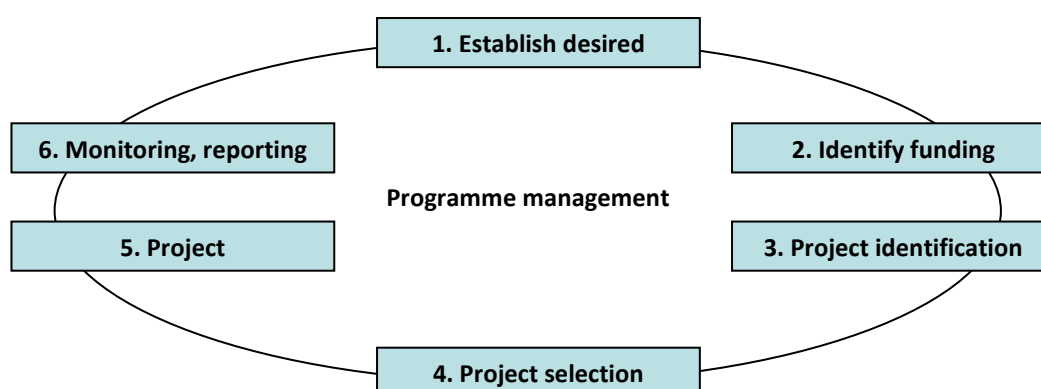 1. Establish desired
6. Monitoring, reporting
2. Identify funding
Programme management
5. Project
3. Project identification
4. Project selection